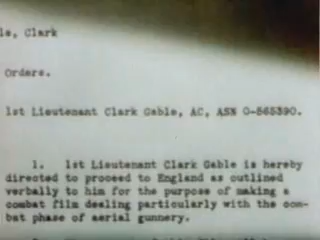 le, Clark
Orders.
1st Lieutenant Clark Gable, AC, ASN O-565390.
1. 1st Lieutenant Clark Gable is hereby
directed to proceed to England as outlined
verbally to him for the purpose of making a
combat film dealing particularly with the com-
bat phase of aerial gunnery.